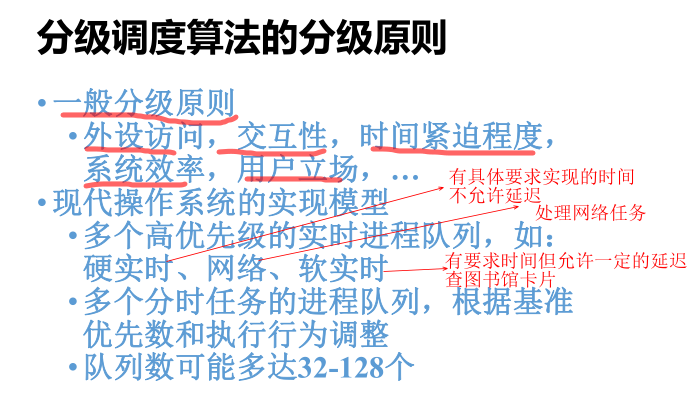 分级调度算法的分级原则
•一般分级原则
•外设访问，交互性，时间紧迫程度，
系统效率，用户立场，…
有具体要求实现的时间
不允许延迟
•现代操作系统的实现模型
处理网络任务
•多个高优先级的实时进程队列，如：
硬实时、网络、软实时
有要求时间但允许一定的延迟
查图书馆卡片
•多个分时任务的进程队列，根据基准
优先数和执行行为调整
•队列数可能多达32-128个